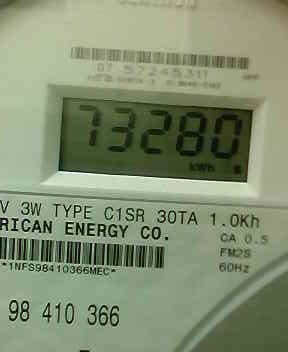 07 57245311
73280
kWh
V 3W TYPE C1SR 30TA 1.0Kh
RICAN ENERGY CO.
CA 0.5
FM2S
60Hz
*1NFS98410366MEC*
98 410 366